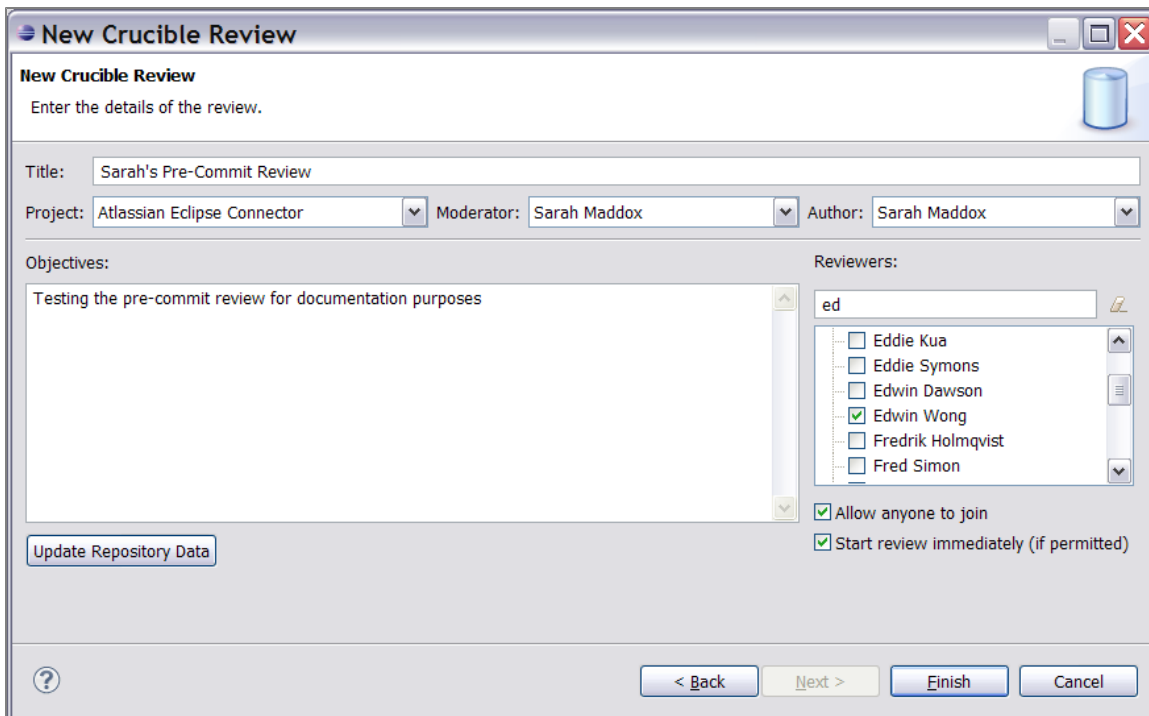 New Crucible Review
New Crucible Review
Enter the details of the review.
Title: Sarah's Pre-Commit Review
Project: Atlassian Eclipse Connector Moderator: Sarah Maddox Author: Sarah Maddox
Objectives: Reviewers:
Testing the pre-commit review for documentation purposes
ed
Eddie Kua
Eddie Symons
Edwin Dawson
Edwin Wong
Fredrik Holmqvist
Fred Simon
Allow anyone to join
Update Repository Data
Start review immediately (if permitted)
? < Back Next > Finish Cancel